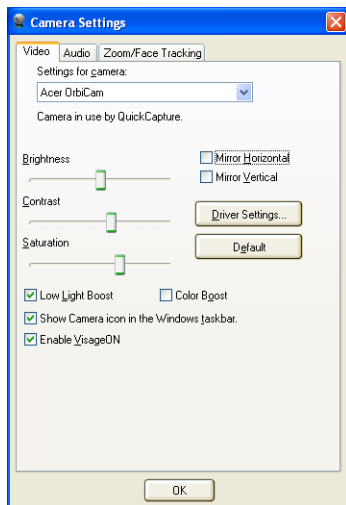 Camera Settings
Video Audio Zoom/Face Tracking
Settings for camera:
Acer OrbiCam
Camera in use by QuickCapture.
Brightness
Mirror Horizontal
Mirror Vertical
Contrast
Driver Settings...
Saturation
Default
Low Light Boost Color Boost
Show Camera icon in the Windows taskbar.
Enable VisageON
OK